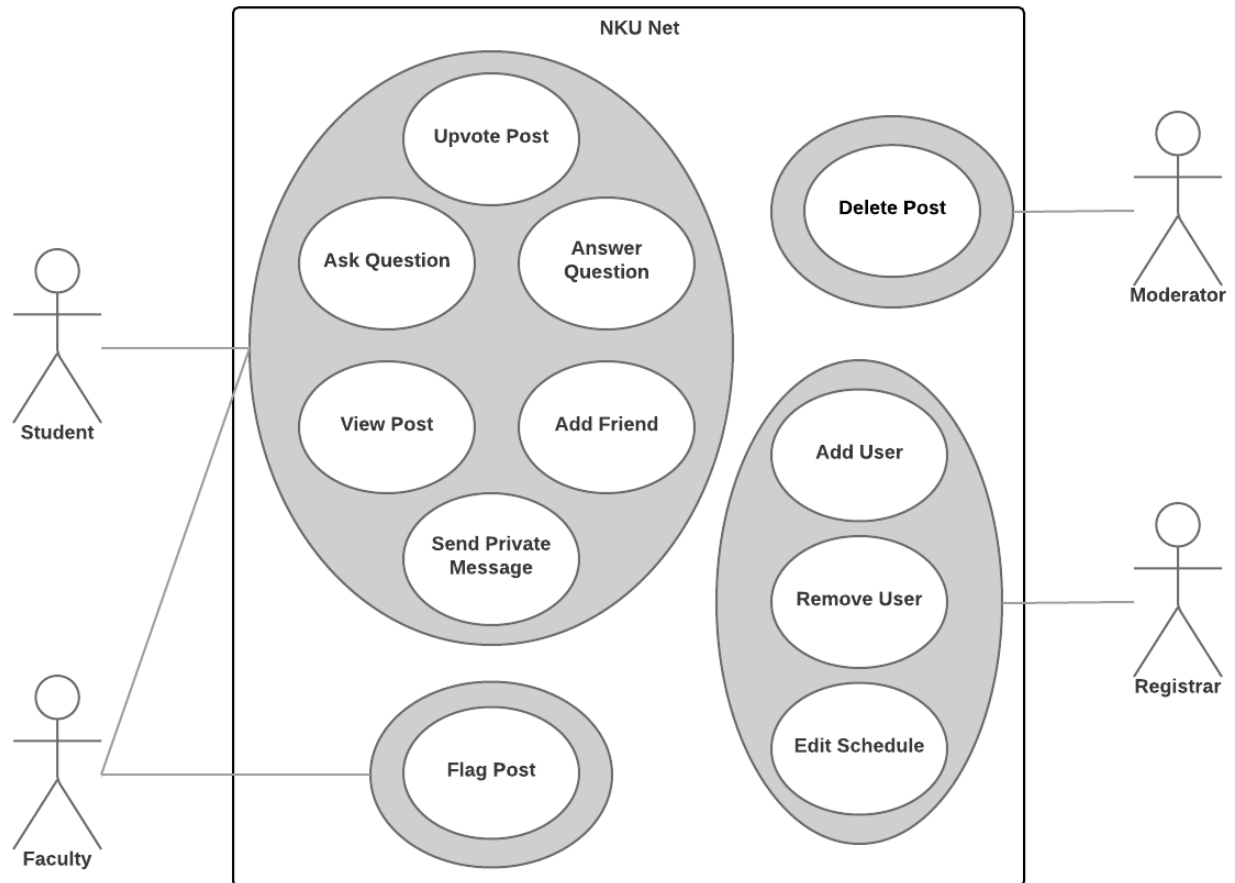 NKU Net
Upvote Post
Ask Question
Answer
Question
View Post
Add Friend
Send Private
Message
Flag Post
Delete Post
Add User
Remove User
Edit Schedule
Student
Faculty
Moderator
Registrar